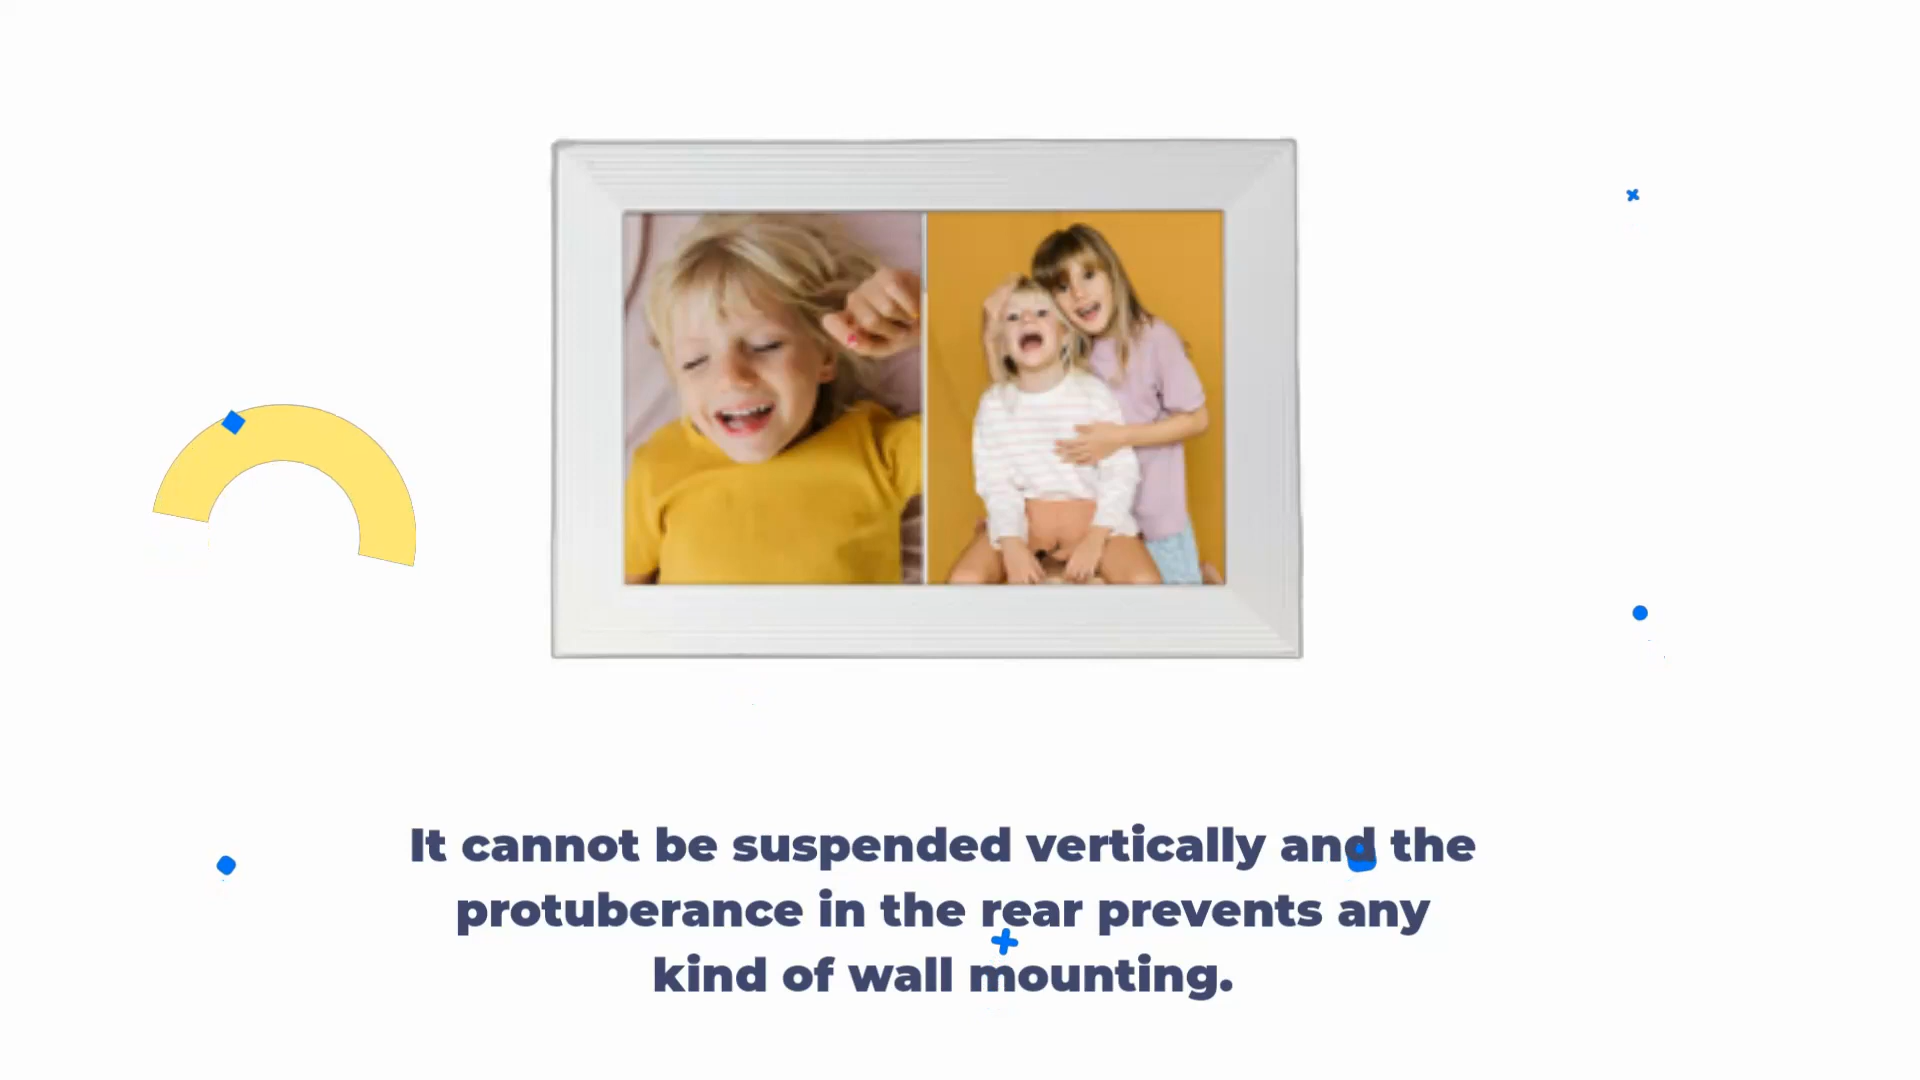 It cannot be suspended vertically and the
protuberance in the rear prevents any
kind of wall mounting.